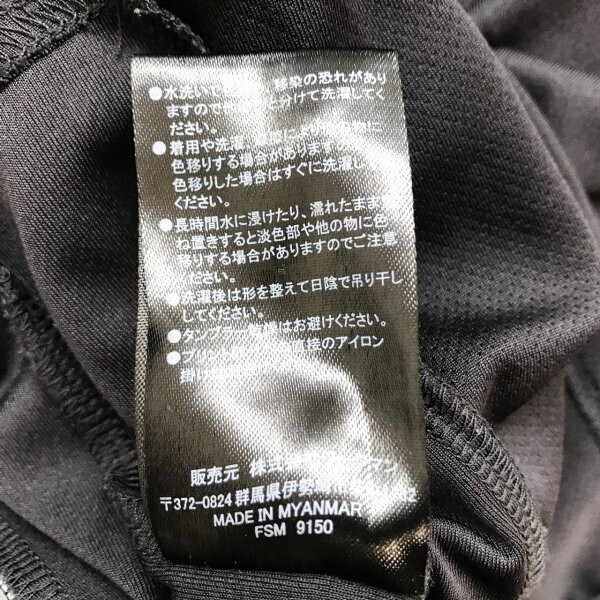 ●水洗いで 移染の恐れがあり
ますので と分けて洗濯してく
ださい。
●着用や洗濯、 により 物に
色移りする場合があります
色移りした場合はすぐに洗濯し
ください。
●長時間水に浸けたり、濡れたまま
ね置きすると淡色部や他の物に色
移りする場合がありますのでご注意
ください。
●洗濯後は形を整えて日陰で吊り干し
してください。
●タンブ はお避けください。
●プリ 直接のアイロン
掛け
販売元 株式 マン
〒372-0824 群馬県伊勢
MADE IN MYANMAR
FSM 9150